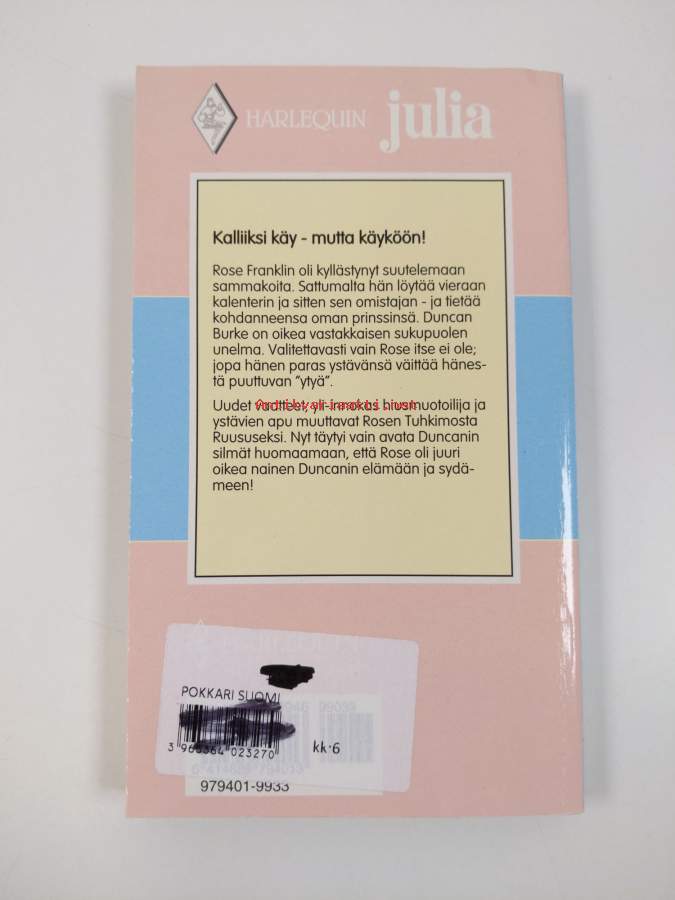 HARLEQUIN julia
Kalliiksi käy - mutta käyköön!
Rose Franklin oli kyllästynyt suutelemaan
sammakoita. Sattumalta hän löytää vieraan
kalenterin ja sitten sen omistajan - ja tietää
kohdanneensa oman prinssinsä. Duncan
Burke on oikea vastakkaisen sukupuolen
unelma. Valitettavasti vain Rose itse ei ole;
jopa hänen paras ystävänsä väittää hänes-
tä puuttuvan "ytyä".
Uudet vaatteet, hiusmuotoilija ja
ystävien apu muuttavat Rosen Tuhkimosta
Ruususeksi. Nyt täytyi vain avata Duncanin
silmät huomaamaan, että Rose oli juuri
oikea nainen Duncanin elämään ja sydä-
meen!
POKKARI SUOMI
023270
kk·6
979401-9933